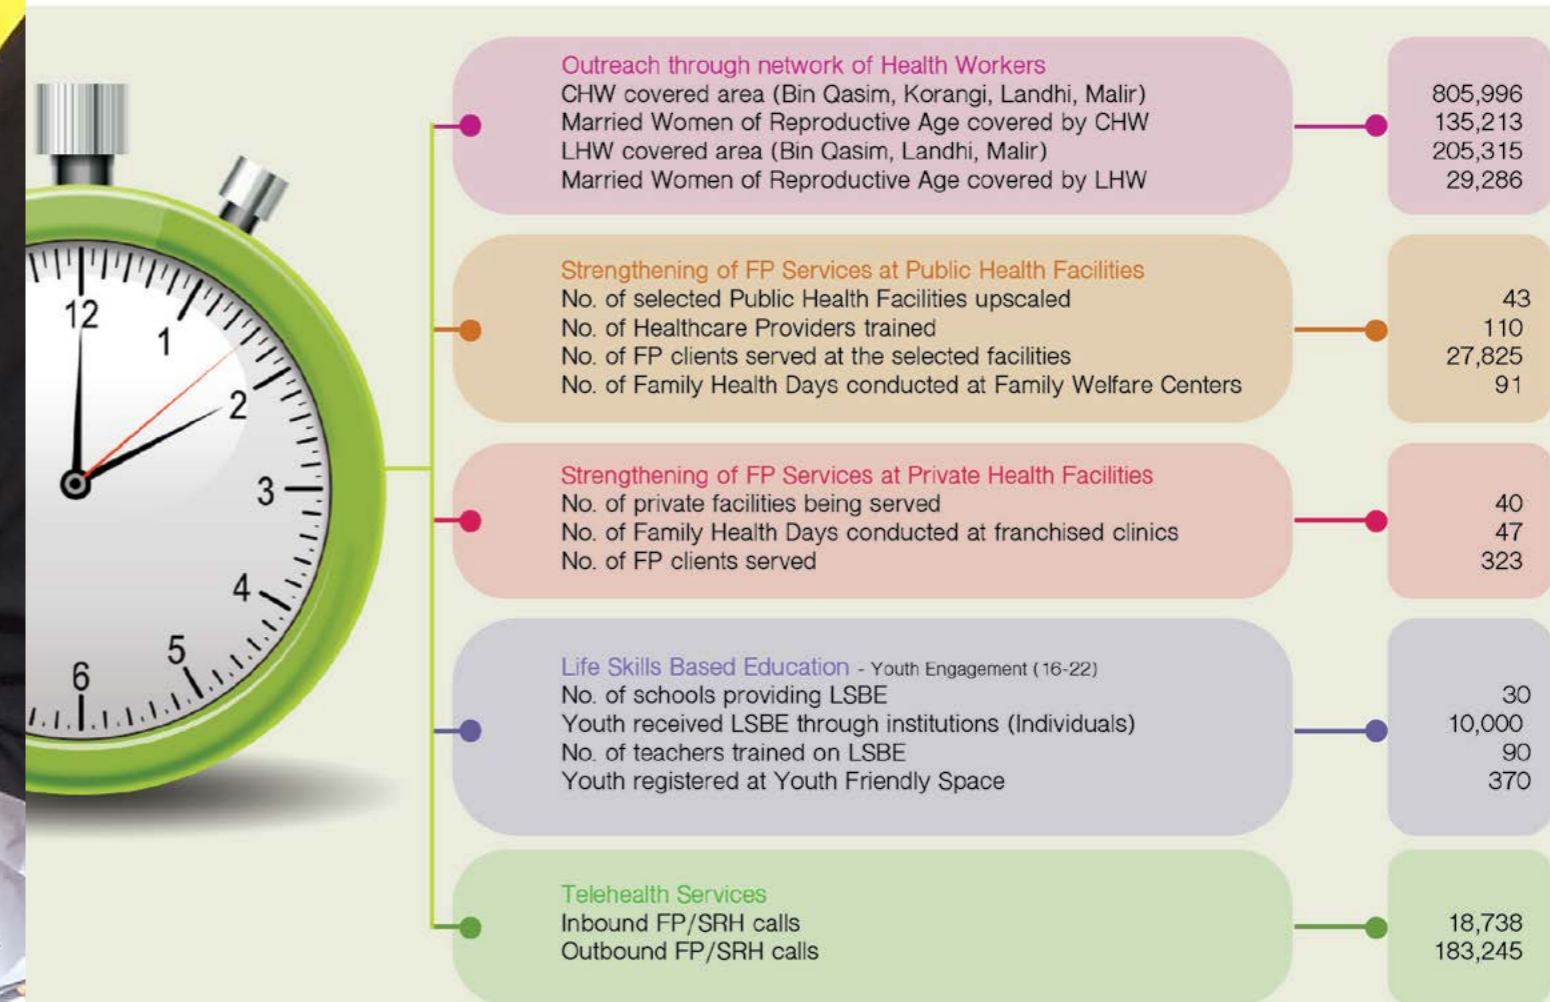 12
1
2
3
4
5
6
Outreach through network of Health Workers
CHW covered area (Bin Qasim, Korangi, Landhi, Malir) 805,996
Married Women of Reproductive Age covered by CHW 135,213
LHW covered area (Bin Qasim, Landhi, Malir) 205,315
Married Women of Reproductive Age covered by LHW 29,286
Strengthening of FP Services at Public Health Facilities
No. of selected Public Health Facilities upscaled 43
No. of Healthcare Providers trained 110
No. of FP clients served at the selected facilities 27,825
No. of Family Health Days conducted at Family Welfare Centers 91
Strengthening of FP Services at Private Health Facilities
No. of private facilities being served 40
No. of Family Health Days conducted at franchised clinics 47
No. of FP clients served 323
Life Skills Based Education - Youth Engagement (16-22)
No. of schools providing LSBE 30
Youth received LSBE through institutions (Individuals) 10,000
No. of teachers trained on LSBE 90
Youth registered at Youth Friendly Space 370
Telehealth Services
Inbound FP/SRH calls 18,738
Outbound FP/SRH calls 183,245